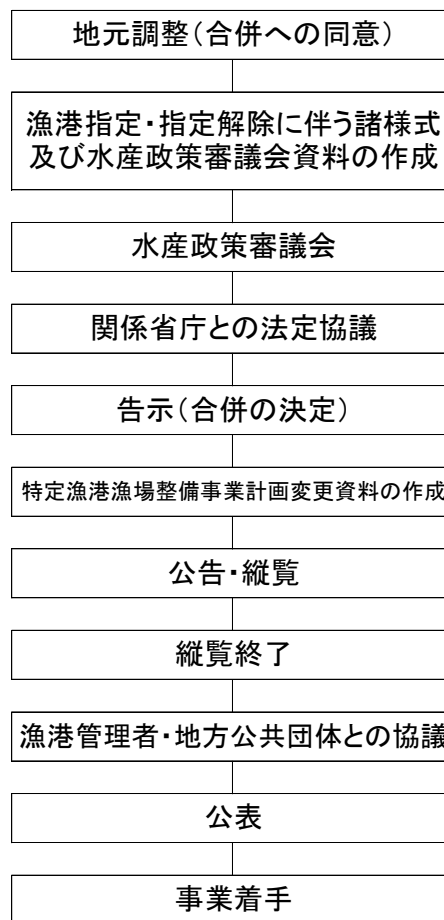 地元調整(合併への同意)
漁港指定・指定解除に伴う諸様式
及び水産政策審議会資料の作成
水産政策審議会
関係省庁との法定協議
告示(合併の決定)
特定漁港漁場整備事業計画変更資料の作成
公告・縦覧
縦覧終了
漁港管理者・地方公共団体との協議
公表
事業着手